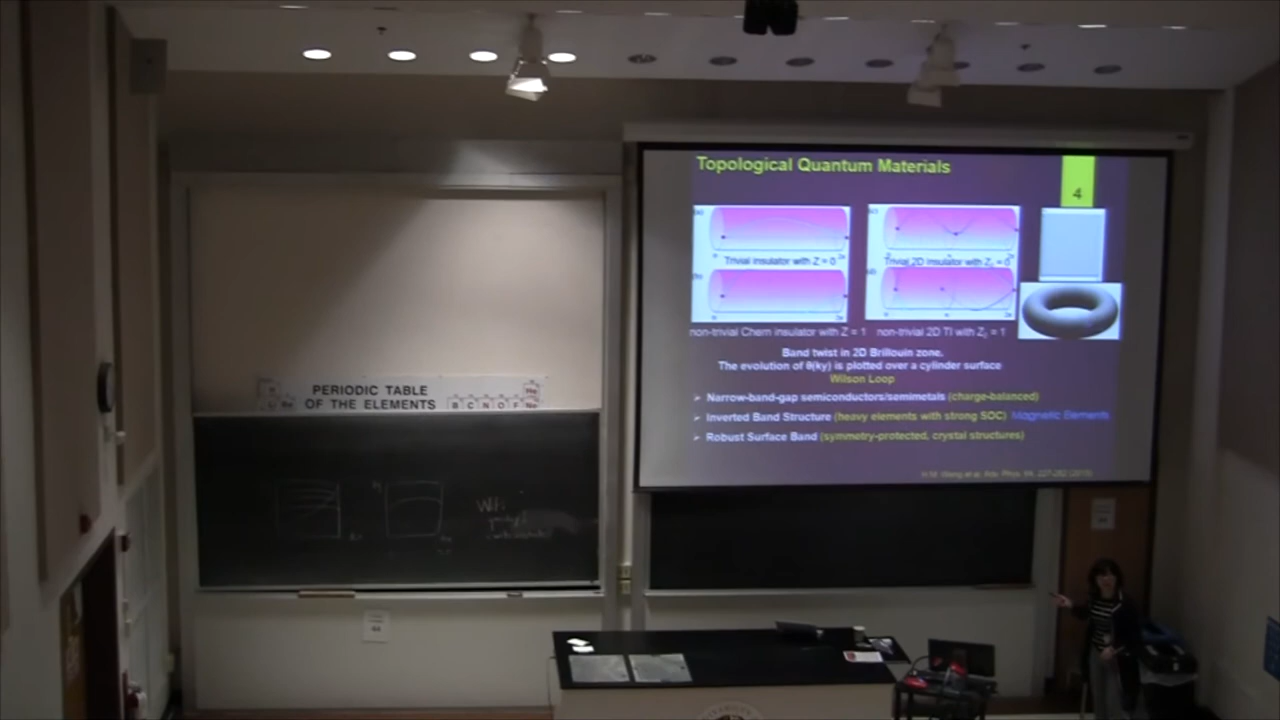 Topological Quantum Materials
4
Trivial insulator with Z = 0
Trivial 2D Insulator with Z₂ = 0
non-trivial Chern insulator with Z = 1
non-trivial 2D TI with Z₂ = 1
Band twist in 2D Brillouin zone.
The evolution of θ(ky) is plotted over a cylinder surface
Wilson Loop
➢ Narrow-band-gap semiconductors/semimetals (charge-balanced)
➢ Inverted Band Structure (heavy elements with strong SOC) Magnetic Elements
➢ Robust Surface Band (symmetry-protected, crystal structures)
PERIODIC TABLE
OF THE ELEMENTS
B C N O F Ne